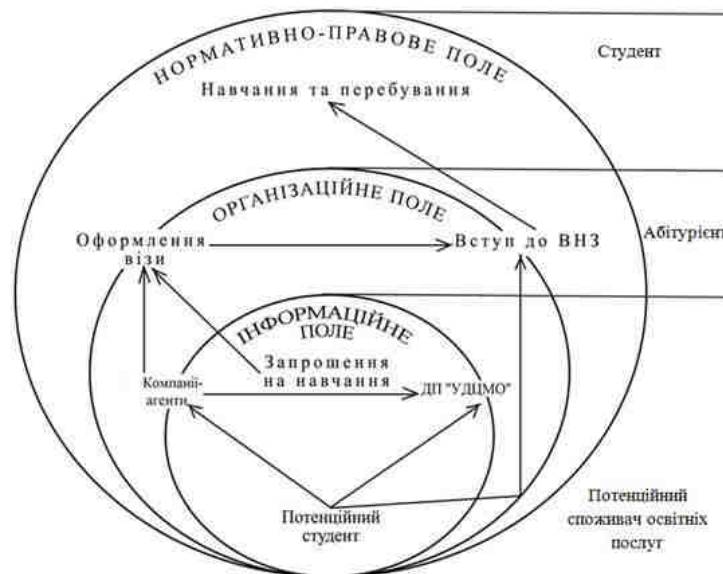 НОРМАТИВНО-ПРАВОВЕ ПОЛЕ
Студент
Навчання та перебування
ОРГАНІЗАЦІЙНЕ ПОЛЕ
Абітурієнт
Оформлення
візи
Вступ до ВНЗ
ІНФОРМАЦІЙНЕ
ПОЛЕ
Запрошення
на навчання
Компанії-
агенти
ДП "УДЦМО"
Потенційний
студент
Потенційний
споживач освітніх
послуг